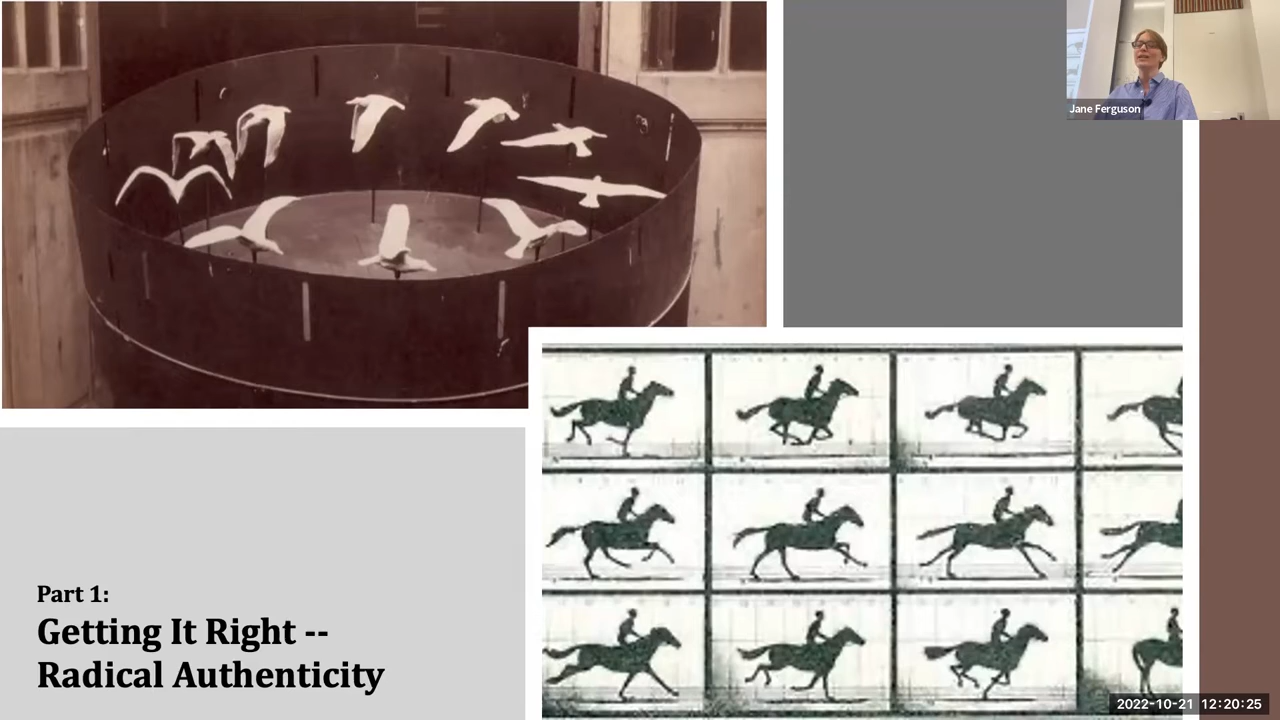 Jane Ferguson
Part 1:
Getting It Right --
Radical Authenticity
2022-10-21 12:20:25